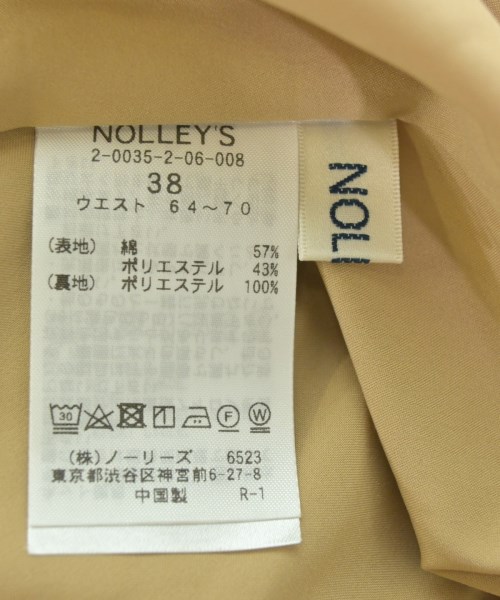 NOLLEY'S
2-0035-2-06-008
38
ウエスト 64～70
(表地) 綿 57%
ポリエステル 43%
(裏地) ポリエステル 100%
30 F W
(株)ノーリーズ 6523
東京都渋谷区神宮前6-27-8
中国製 R-1
NOLL